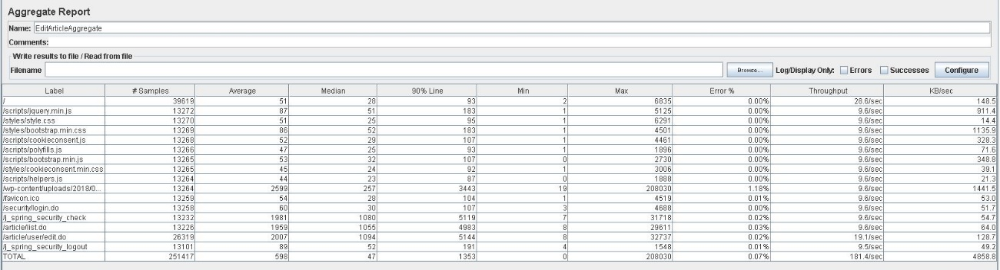 Aggregate Report
Name: EditArticleAggregate
Comments:
Write results to file / Read from file
Filename Browse... Log/Display Only: Errors Successes Configure
Label # Samples Average Median 90% Line Min Max Error % Throughput KB/sec
/ 39619 51 28 93 2 6835 0.00% 28.6/sec 148.5
/scripts/jquery.min.js 13272 87 51 183 1 5125 0.00% 9.6/sec 911.4
/styles/style.css 13270 51 25 95 1 6291 0.00% 9.6/sec 14.4
/styles/bootstrap.min.css 13269 86 52 183 1 4501 0.00% 9.6/sec 1135.9
/scripts/cookieconsent.js 13268 52 29 107 1 4461 0.00% 9.6/sec 328.3
/scripts/polyfills.js 13266 47 25 93 1 1896 0.00% 9.6/sec 71.6
/scripts/bootstrap.min.js 13265 53 32 107 0 2730 0.00% 9.6/sec 348.8
/styles/cookieconsent.min.css 13265 45 24 92 1 3006 0.00% 9.6/sec 39.1
/scripts/helpers.js 13264 44 23 87 0 1888 0.00% 9.6/sec 21.3
/wp-content/uploads/2018/0... 13264 2599 257 3443 19 208030 1.18% 9.6/sec 1441.5
/favicon.ico 13259 54 28 104 1 4519 0.01% 9.6/sec 53.0
/security/login.do 13258 60 30 107 3 4688 0.00% 9.6/sec 51.7
/j_spring_security_check 13232 1981 1080 5119 7 31718 0.02% 9.6/sec 54.7
/article/list.do 13226 1959 1055 4983 8 29611 0.03% 9.6/sec 64.0
/article/user/edit.do 26319 2007 1094 5144 8 32737 0.02% 19.1/sec 128.7
/j_spring_security_logout 13101 89 52 191 4 1548 0.01% 9.5/sec 49.2
TOTAL 251417 598 47 1353 0 208030 0.07% 181.4/sec 4858.8